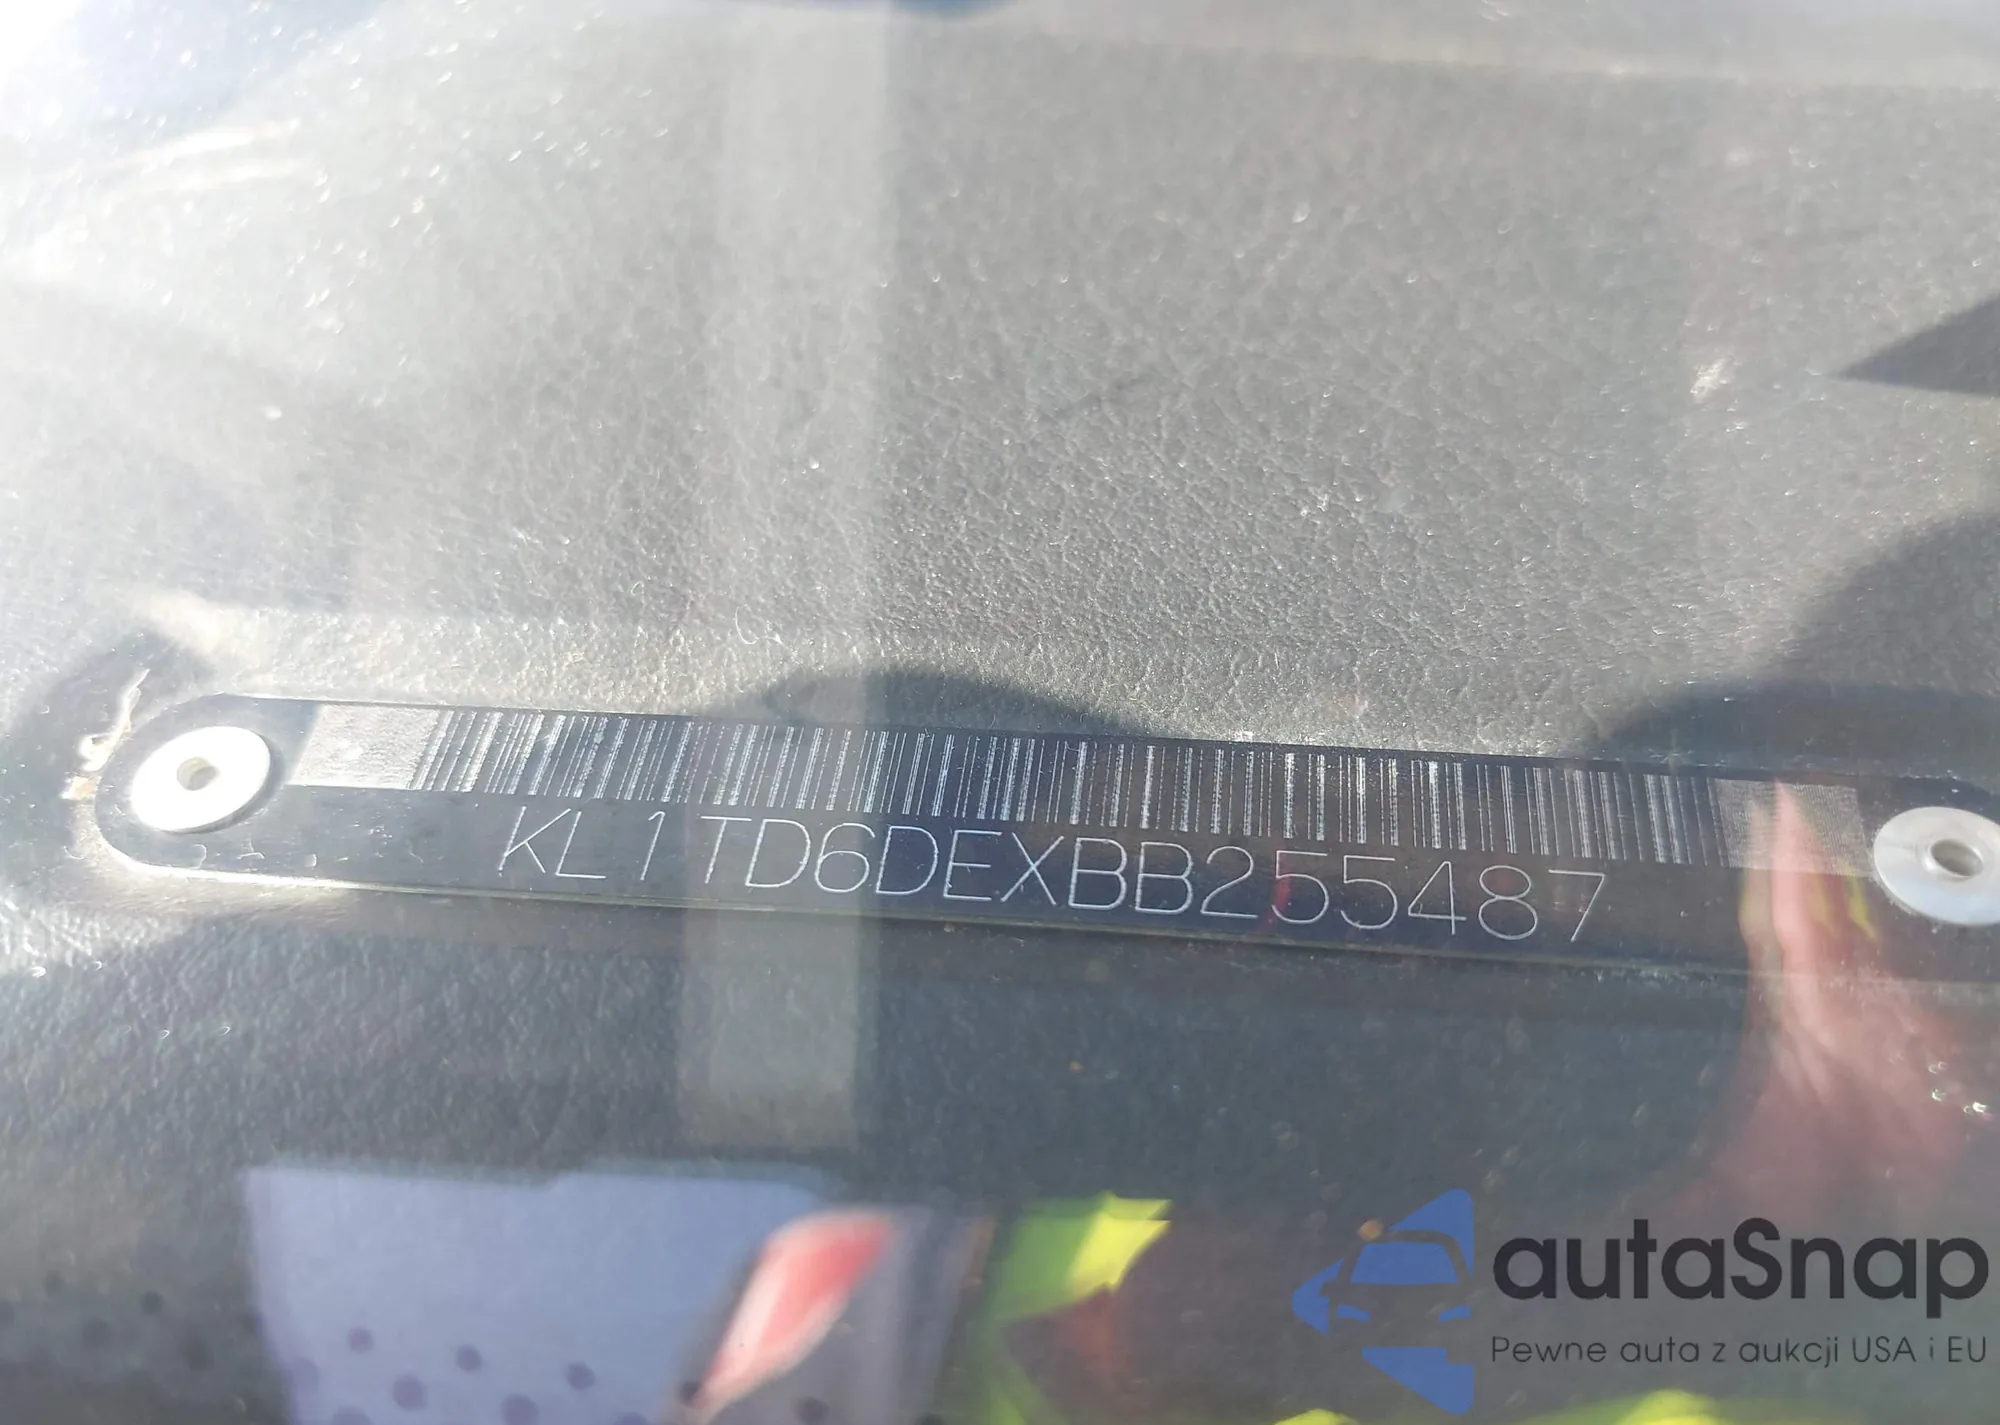 KL1TD6DEXBB255487
autaSnap
Pewne auta z aukcji USA i EU